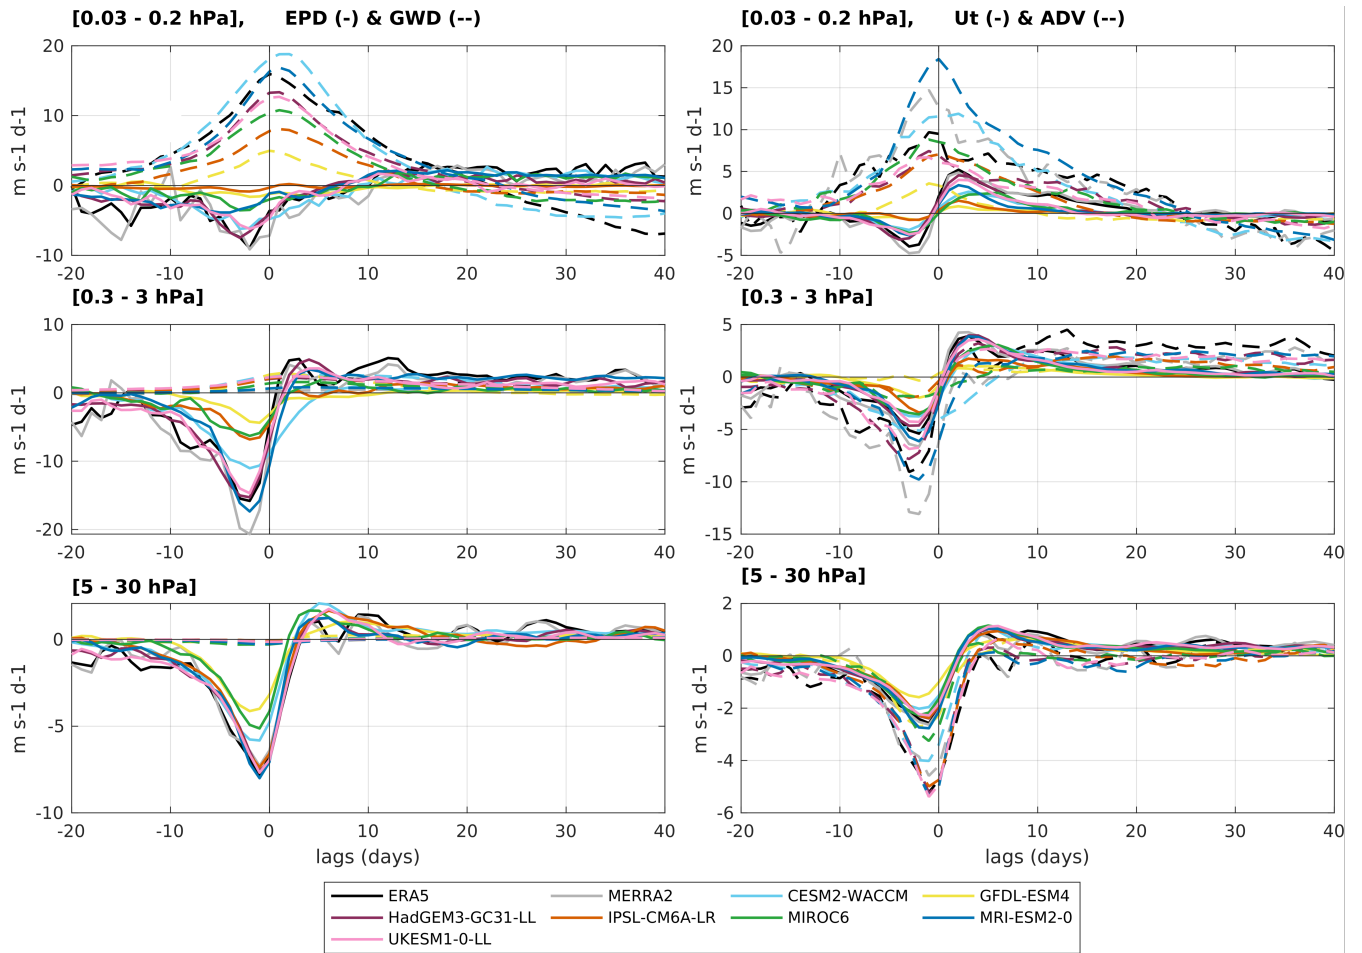 [0.03 - 0.2 hPa], EPD (-) & GWD (--)
[0.03 - 0.2 hPa], Ut (-) & ADV (--)
m s-1 d-1
20
10
0
-10
-20 -10 0 10 20 30 40
m s-1 d-1
20
15
10
5
0
-5
-20 -10 0 10 20 30 40
[0.3 - 3 hPa]
[0.3 - 3 hPa]
m s-1 d-1
10
0
-10
-20
-20 -10 0 10 20 30 40
m s-1 d-1
5
0
-5
-10
-15
-20 -10 0 10 20 30 40
[5 - 30 hPa]
[5 - 30 hPa]
m s-1 d-1
0
-5
-10
-20 -10 0 10 20 30 40
lags (days)
m s-1 d-1
2
0
-2
-4
-6
-20 -10 0 10 20 30 40
lags (days)
ERA5 MERRA2 CESM2-WACCM GFDL-ESM4
HadGEM3-GC31-LL IPSL-CM6A-LR MIROC6 MRI-ESM2-0
UKESM1-0-LL